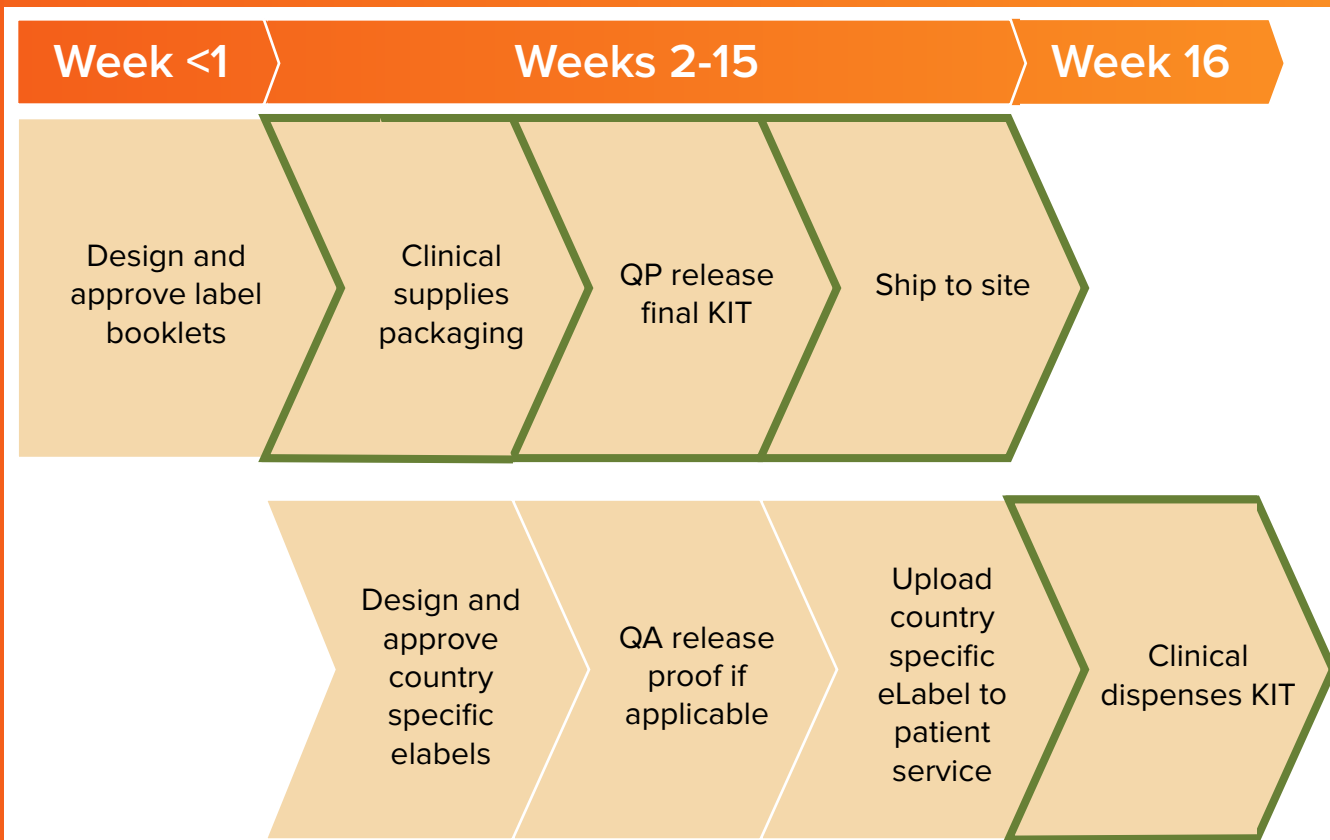 Week <1
Weeks 2-15
Week 16
Design and
approve label
booklets
Clinical
supplies
packaging
QP release
final KIT
Ship to site
Design and
approve
country
specific
elabels
QA release
proof if
applicable
Upload
country
specific
eLabel to
patient
service
Clinical
dispenses KIT